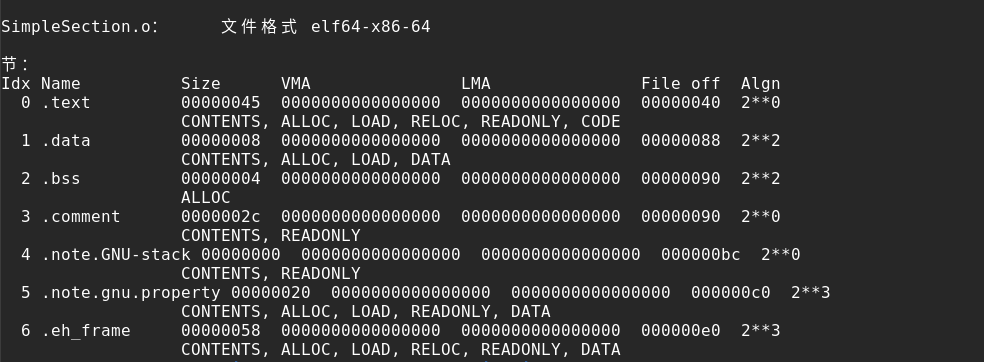 SimpleSection.o：     文件格式 elf64-x86-64
节：
Idx Name          Size      VMA               LMA               File off  Algn
  0 .text         00000045  0000000000000000  0000000000000000  00000040  2**0
                  CONTENTS, ALLOC, LOAD, RELOC, READONLY, CODE
  1 .data         00000008  0000000000000000  0000000000000000  00000088  2**2
                  CONTENTS, ALLOC, LOAD, DATA
  2 .bss          00000004  0000000000000000  0000000000000000  00000090  2**2
                  ALLOC
  3 .comment      0000002c  0000000000000000  0000000000000000  00000090  2**0
                  CONTENTS, READONLY
  4 .note.GNU-stack 00000000  0000000000000000  0000000000000000  000000bc  2**0
                  CONTENTS, READONLY
  5 .note.gnu.property 00000020  0000000000000000  0000000000000000  000000c0  2**3
                  CONTENTS, ALLOC, LOAD, READONLY, DATA
  6 .eh_frame     00000058  0000000000000000  0000000000000000  000000e0  2**3
                  CONTENTS, ALLOC, LOAD, RELOC, READONLY, DATA